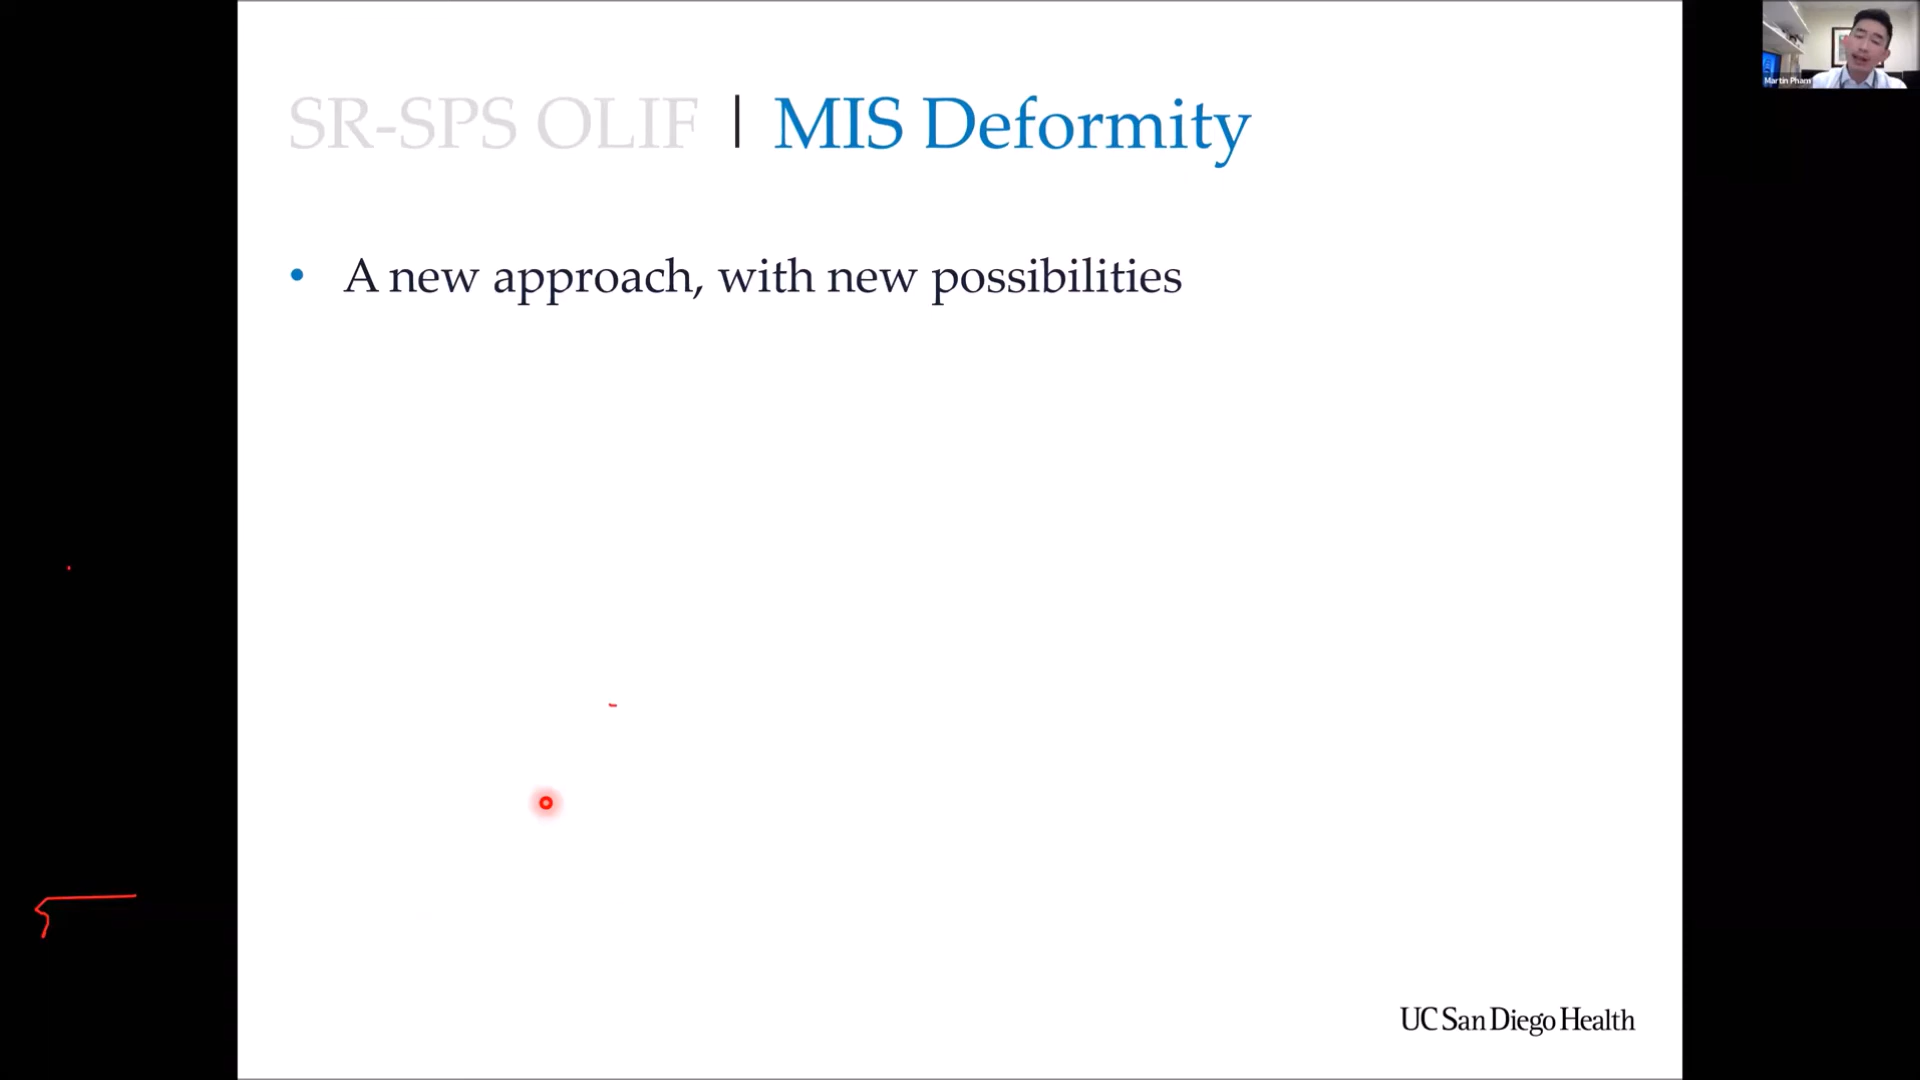 SR-SPS OLIF | MIS Deformity
Martin Pham
• A new approach, with new possibilities
UC San Diego Health